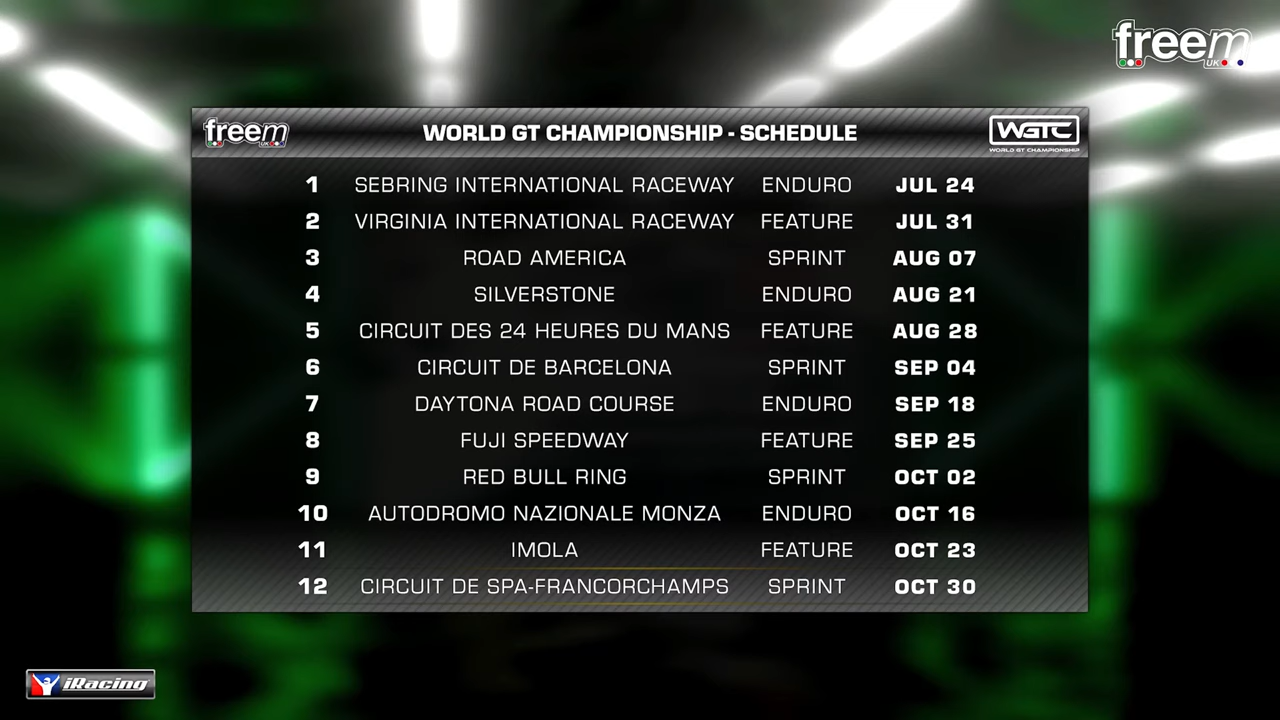 freem
UK
freem
UK
WORLD GT CHAMPIONSHIP - SCHEDULE
WGTC
WORLD GT CHAMPIONSHIP
1 SEBRING INTERNATIONAL RACEWAY ENDURO JUL 24
2 VIRGINIA INTERNATIONAL RACEWAY FEATURE JUL 31
3 ROAD AMERICA SPRINT AUG 07
4 SILVERSTONE ENDURO AUG 21
5 CIRCUIT DES 24 HEURES DU MANS FEATURE AUG 28
6 CIRCUIT DE BARCELONA SPRINT SEP 04
7 DAYTONA ROAD COURSE ENDURO SEP 18
8 FUJI SPEEDWAY FEATURE SEP 25
9 RED BULL RING SPRINT OCT 02
10 AUTODROMO NAZIONALE MONZA ENDURO OCT 16
11 IMOLA FEATURE OCT 23
12 CIRCUIT DE SPA-FRANCORCHAMPS SPRINT OCT 30
iRacing